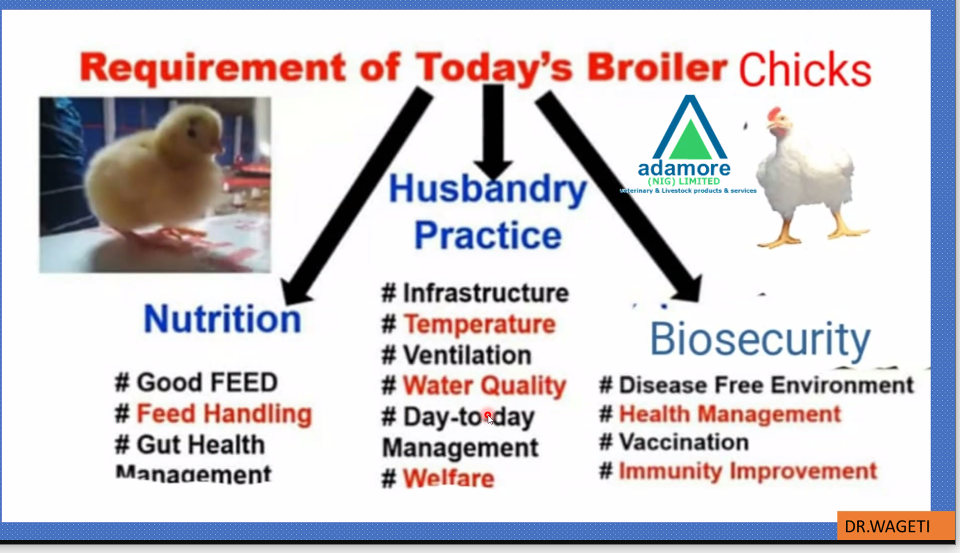 Requirement of Today's Broiler Chicks
adamore
(NIG) LIMITED
veterinary & Livestock products & services
Husbandry
Practice
# Infrastructure
# Temperature
# Ventilation
# Water Quality
# Day-to day
Management
# Welfare
Nutrition
# Good FEED
# Feed Handling
# Gut Health
Management
Biosecurity
# Disease Free Environment
# Health Management
# Vaccination
# Immunity Improvement
DR.WAGETI